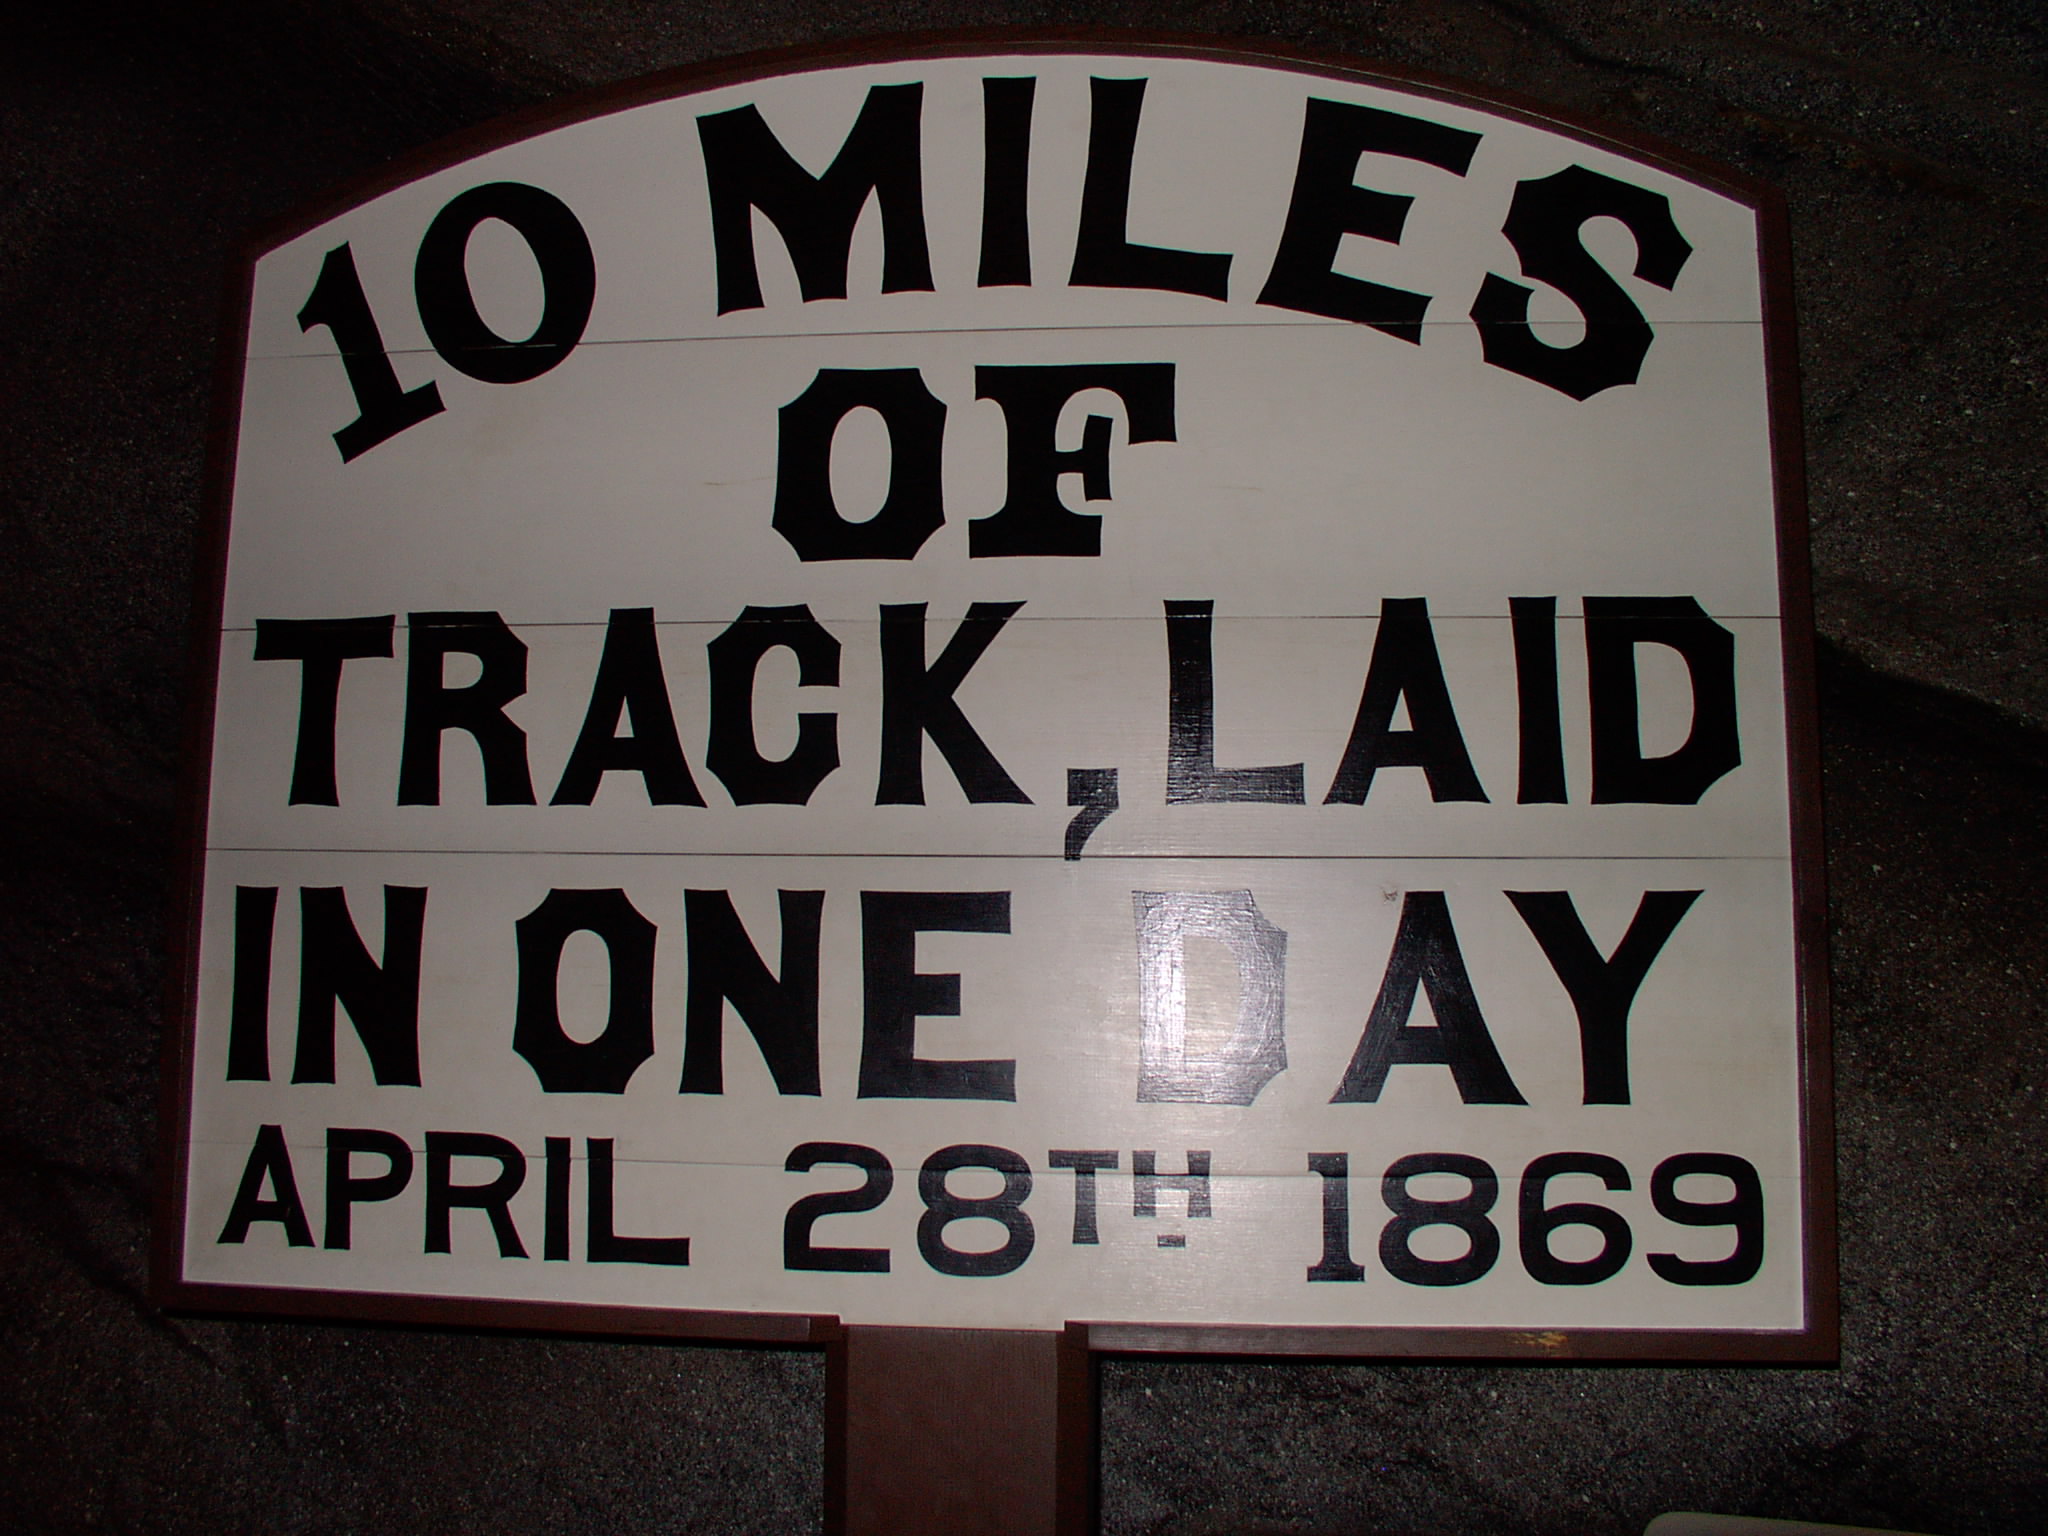 10 MILES
OF
TRACK, LAID
IN ONE DAY
APRIL 28TH 1869